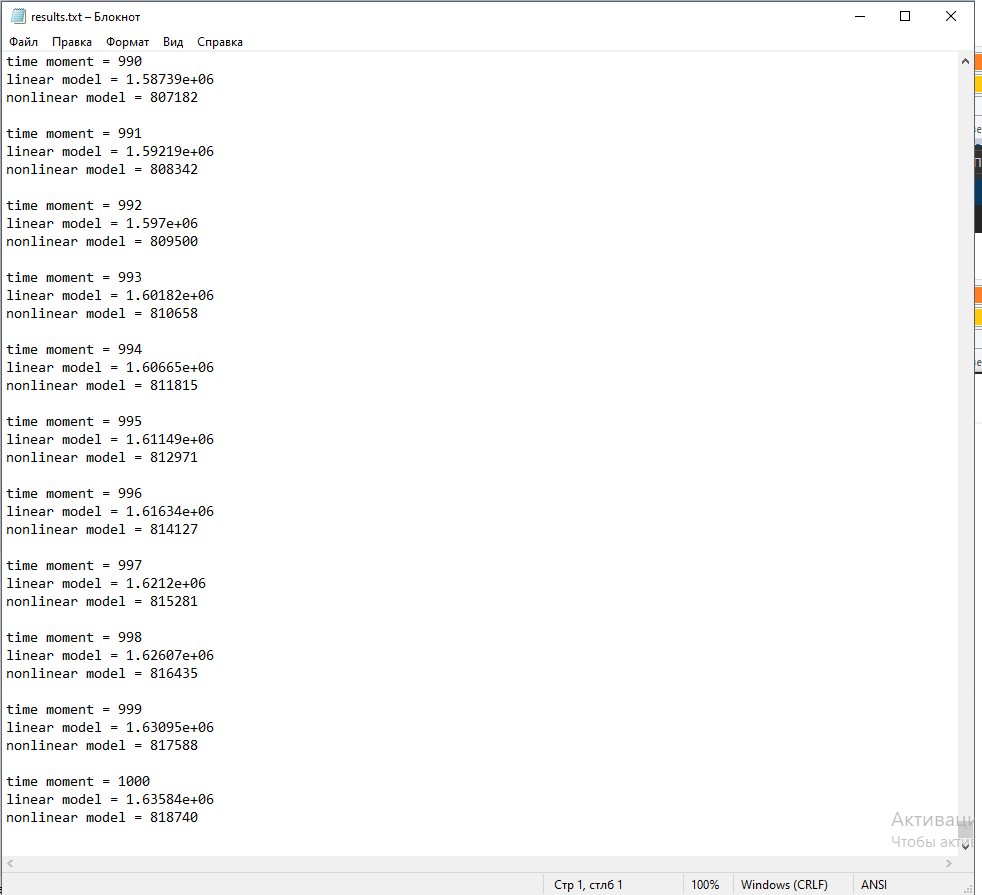 results.txt – Блокнот
Файл Правка Формат Вид Справка
time moment = 990
linear model = 1.58739e+06
nonlinear model = 807182
time moment = 991
linear model = 1.59219e+06
nonlinear model = 808342
time moment = 992
linear model = 1.597e+06
nonlinear model = 809500
time moment = 993
linear model = 1.60182e+06
nonlinear model = 810658
time moment = 994
linear model = 1.60665e+06
nonlinear model = 811815
time moment = 995
linear model = 1.61149e+06
nonlinear model = 812971
time moment = 996
linear model = 1.61634e+06
nonlinear model = 814127
time moment = 997
linear model = 1.6212e+06
nonlinear model = 815281
time moment = 998
linear model = 1.62607e+06
nonlinear model = 816435
time moment = 999
linear model = 1.63095e+06
nonlinear model = 817588
time moment = 1000
linear model = 1.63584e+06
nonlinear model = 818740
Чтобы
Стр 1, стлб 1 100% Windows (CRLF) ANSI